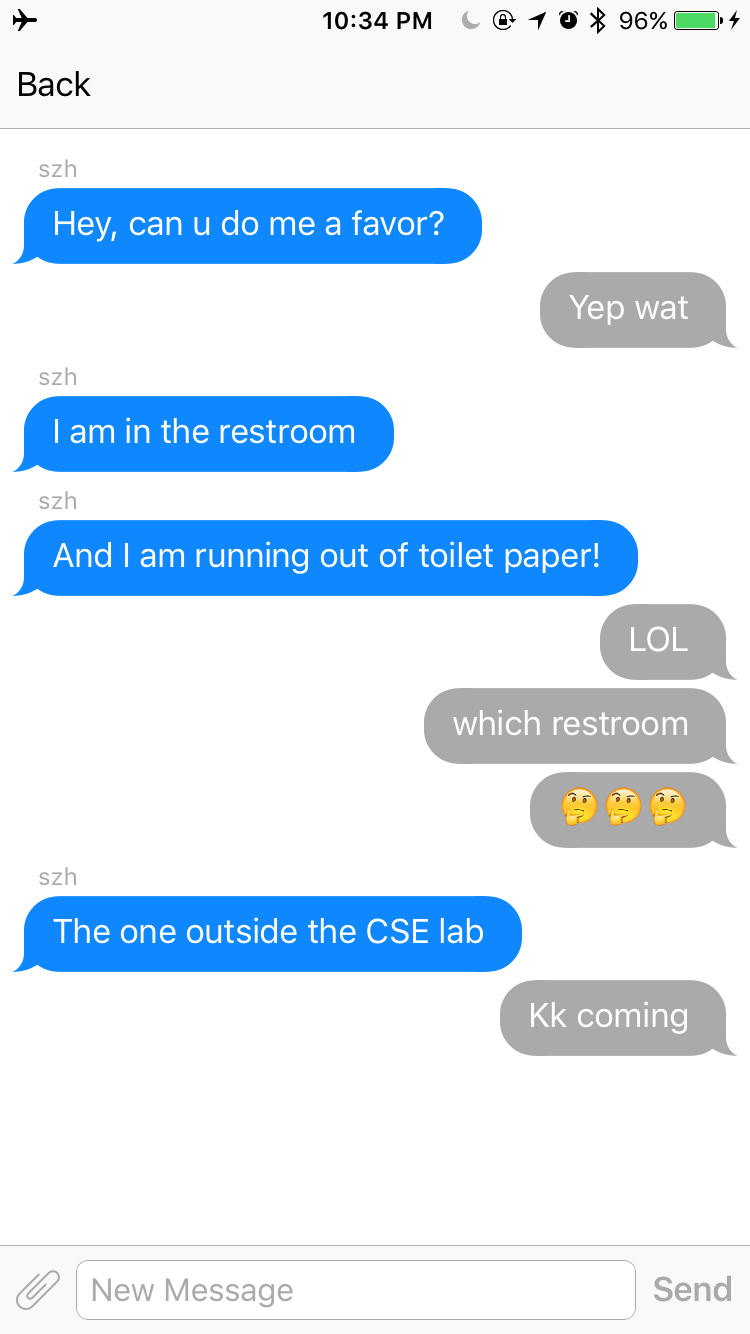 10:34 PM 96%
Back
szh
Hey, can u do me a favor?
Yep wat
szh
I am in the restroom
szh
And I am running out of toilet paper!
LOL
which restroom
🤔🤔🤔
szh
The one outside the CSE lab
Kk coming
New Message Send